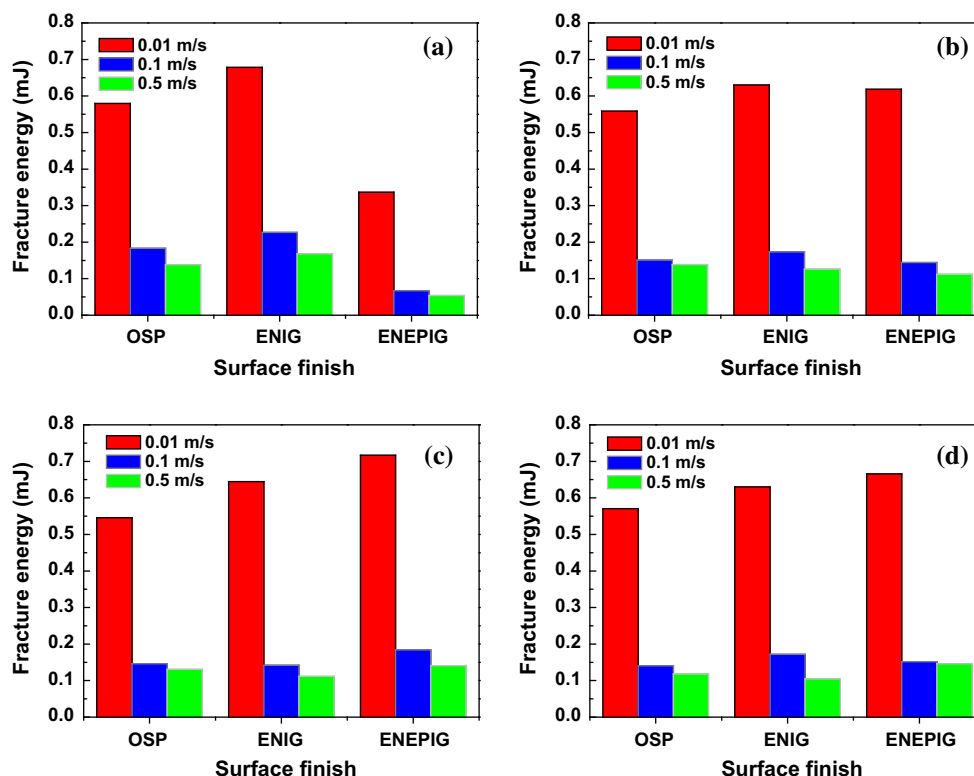 (a)
0.01 m/s
0.1 m/s
0.5 m/s
Fracture energy (mJ)
0.8
0.7
0.6
0.5
0.4
0.3
0.2
0.1
0.0
OSP ENIG ENEPIG
Surface finish
(b)
0.01 m/s
0.1 m/s
0.5 m/s
Fracture energy (mJ)
0.8
0.7
0.6
0.5
0.4
0.3
0.2
0.1
0.0
OSP ENIG ENEPIG
Surface finish
(c)
0.01 m/s
0.1 m/s
0.5 m/s
Fracture energy (mJ)
0.8
0.7
0.6
0.5
0.4
0.3
0.2
0.1
0.0
OSP ENIG ENEPIG
Surface finish
(d)
0.01 m/s
0.1 m/s
0.5 m/s
Fracture energy (mJ)
0.8
0.7
0.6
0.5
0.4
0.3
0.2
0.1
0.0
OSP ENIG ENEPIG
Surface finish